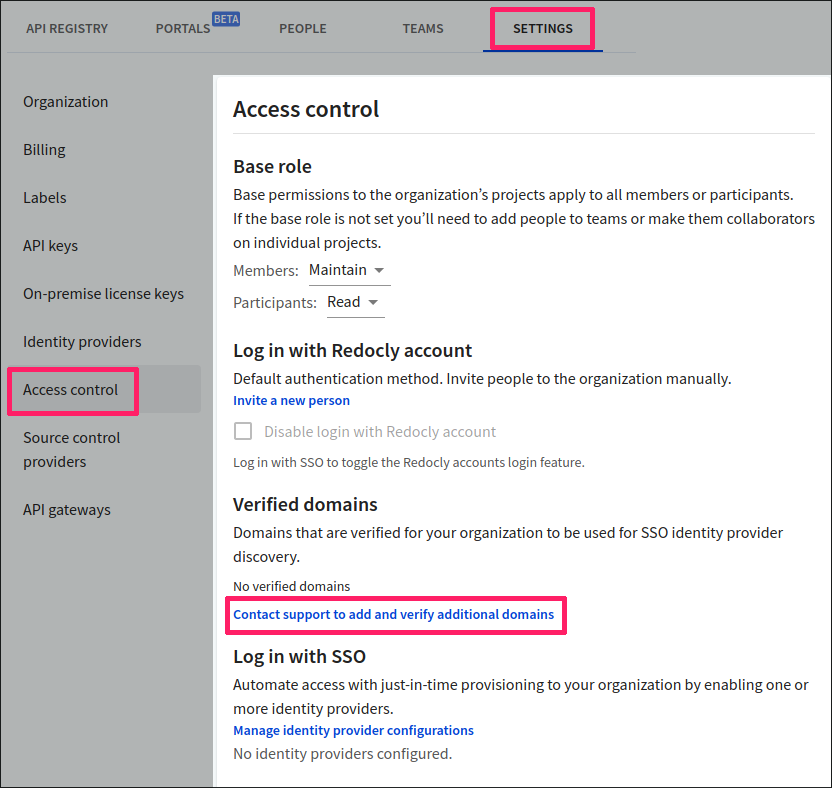 API REGISTRY PORTALS BETA PEOPLE TEAMS SETTINGS
Organization
Billing
Labels
API keys
On-premise license keys
Identity providers
Access control
Source control
providers
API gateways
Access control
Base role
Base permissions to the organization’s projects apply to all members or participants.
If the base role is not set you’ll need to add people to teams or make them collaborators
on individual projects.
Members: Maintain
Participants: Read
Log in with Redocly account
Default authentication method. Invite people to the organization manually.
Invite a new person
Disable login with Redocly account
Log in with SSO to toggle the Redocly accounts login feature.
Verified domains
Domains that are verified for your organization to be used for SSO identity provider
discovery.
No verified domains
Contact support to add and verify additional domains
Log in with SSO
Automate access with just-in-time provisioning to your organization by enabling one or
more identity providers.
Manage identity provider configurations
No identity providers configured.